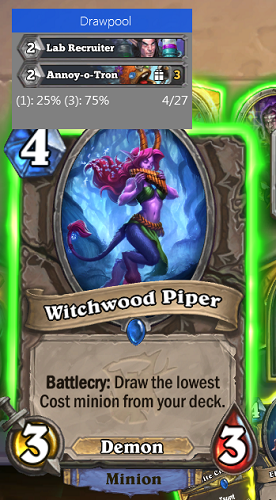 Drawpool
2 Lab Recruiter
2 Annoy-o-Tron 3
(1): 25% (3): 75% 4/27
4
Witchwood Piper
Battlecry: Draw the lowest
Cost minion from your deck.
3 3
Demon
Minion